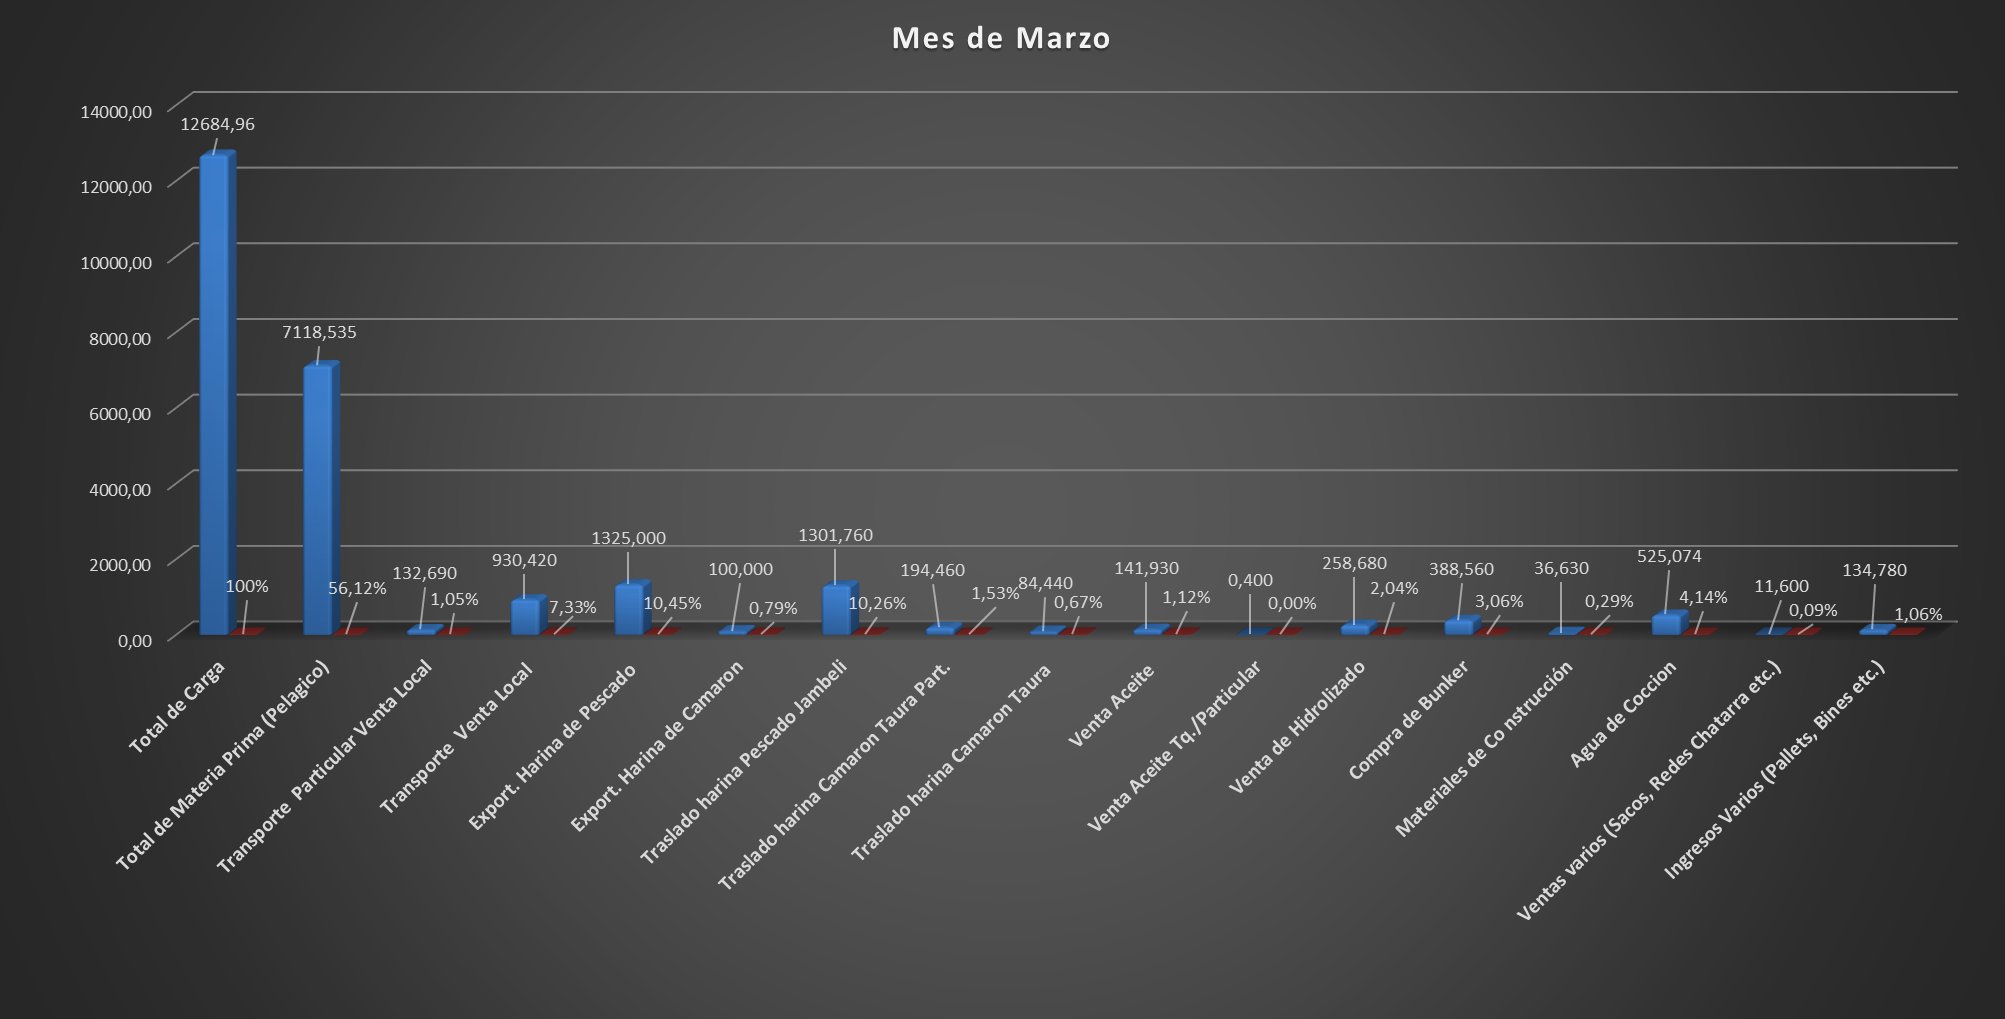 Mes de Marzo
14000,00
12000,00
10000,00
8000,00
6000,00
4000,00
2000,00
0,00
12684,96
100%
7118,535
56,12%
132,690
1,05%
930,420
7,33%
1325,000
10,45%
100,000
0,79%
1301,760
10,26%
194,460
1,53%
84,440
0,67%
141,930
1,12%
0,400
0,00%
258,680
2,04%
388,560
3,06%
36,630
0,29%
525,074
4,14%
11,600
0,09%
134,780
1,06%
Total de Carga
Total de Materia Prima (Pelagico)
Transporte  Particular Venta Local
Transporte  Venta Local
Export. Harina de Pescado
Export. Harina de Camaron
Traslado harina Pescado Jambeli
Traslado harina Camaron Taura Part.
Traslado harina Camaron Taura
Venta Aceite
Venta Aceite Tq./Particular
Venta de Hidrolizado
Compra de Bunker
Materiales de Co nstrucción
Agua de Coccion
Ventas varios (Sacos, Redes Chatarra etc.)
Ingresos Varios (Pallets, Bines etc.)